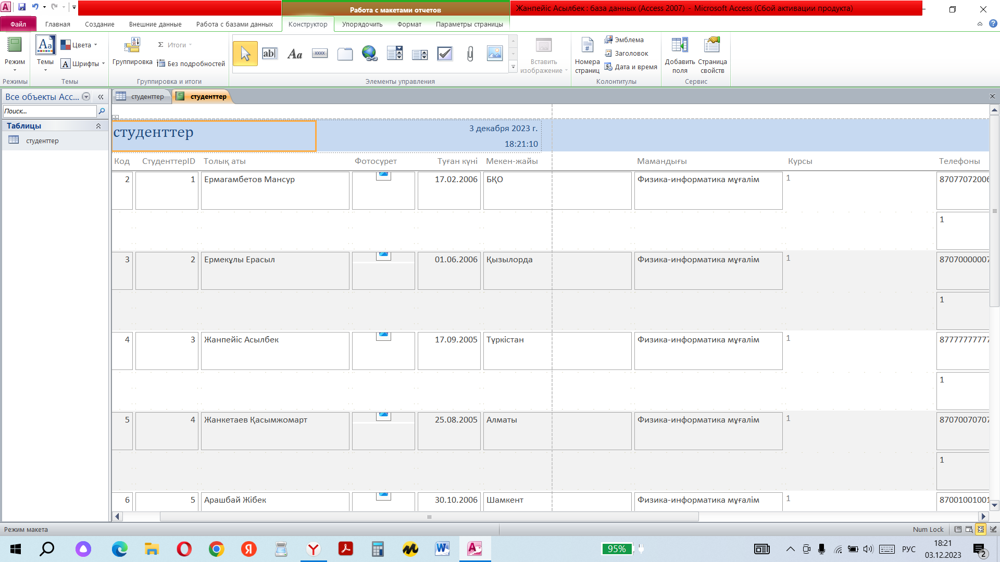 Работа с макетами отчетов
Жанпейіс Асылбек : база данных (Access 2007) - Microsoft Access (Сбой активации продукта)
Файл Главная Создание Внешние данные Работа с базами данных Конструктор Упорядочить Формат Параметры страницы
Режим
Темы
Цвета
Шрифты
Группировка
Итоги
Без подробностей
Вставить изображение
Номера страниц
Эмблема
Заголовок
Дата и время
Добавить поля
Страница свойств
Режимы Темы Группировка и итоги Элементы управления Колонтитулы Сервис
Все объекты Acc...
Поиск...
Таблицы
студенттер
студенттер студенттер
студенттер
3 декабря 2023 г.
18:21:10
Код СтуденттерID Толық аты Фотосурет Туған күні Мекен-жайы Мамандығы Курсы Телефоны
2 1 Ермагамбетов Мансур 17.02.2006 БҚО Физика-информатика мұғалім 1 87077072006
1
3 2 Ермекұлы Ерасыл 01.06.2006 Қызылорда Физика-информатика мұғалім 1 87070000007
1
4 3 Жанпейіс Асылбек 17.09.2005 Түркістан Физика-информатика мұғалім 1 87777777777
1
5 4 Жанкетаев Қасымжомарт 25.08.2005 Алматы Физика-информатика мұғалім 1 87070070707
1
6 5 Арашбай Жібек 30.10.2006 Шамкент Физика-информатика мұғалім 1 87001001001
Режим макета
Num Lock
95%
РУС
18:21
03.12.2023
2